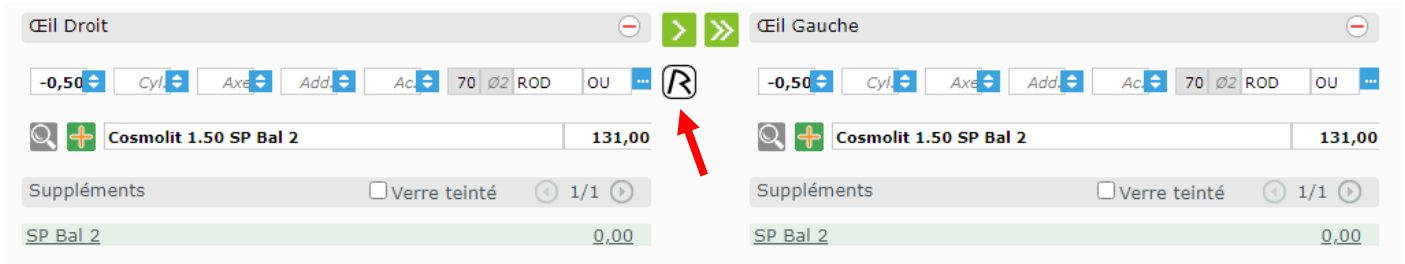 Œil Droit
-0,50 Cyl. Axe Add. Ac. 70 Ø2 ROD OU ...
R
Cosmolit 1.50 SP Bal 2 131,00
Suppléments Verre teinté 1/1
SP Bal 2 0,00
Œil Gauche
-0,50 Cyl. Axe Add. Ac. 70 Ø2 ROD OU ...
Cosmolit 1.50 SP Bal 2 131,00
Suppléments Verre teinté 1/1
SP Bal 2 0,00